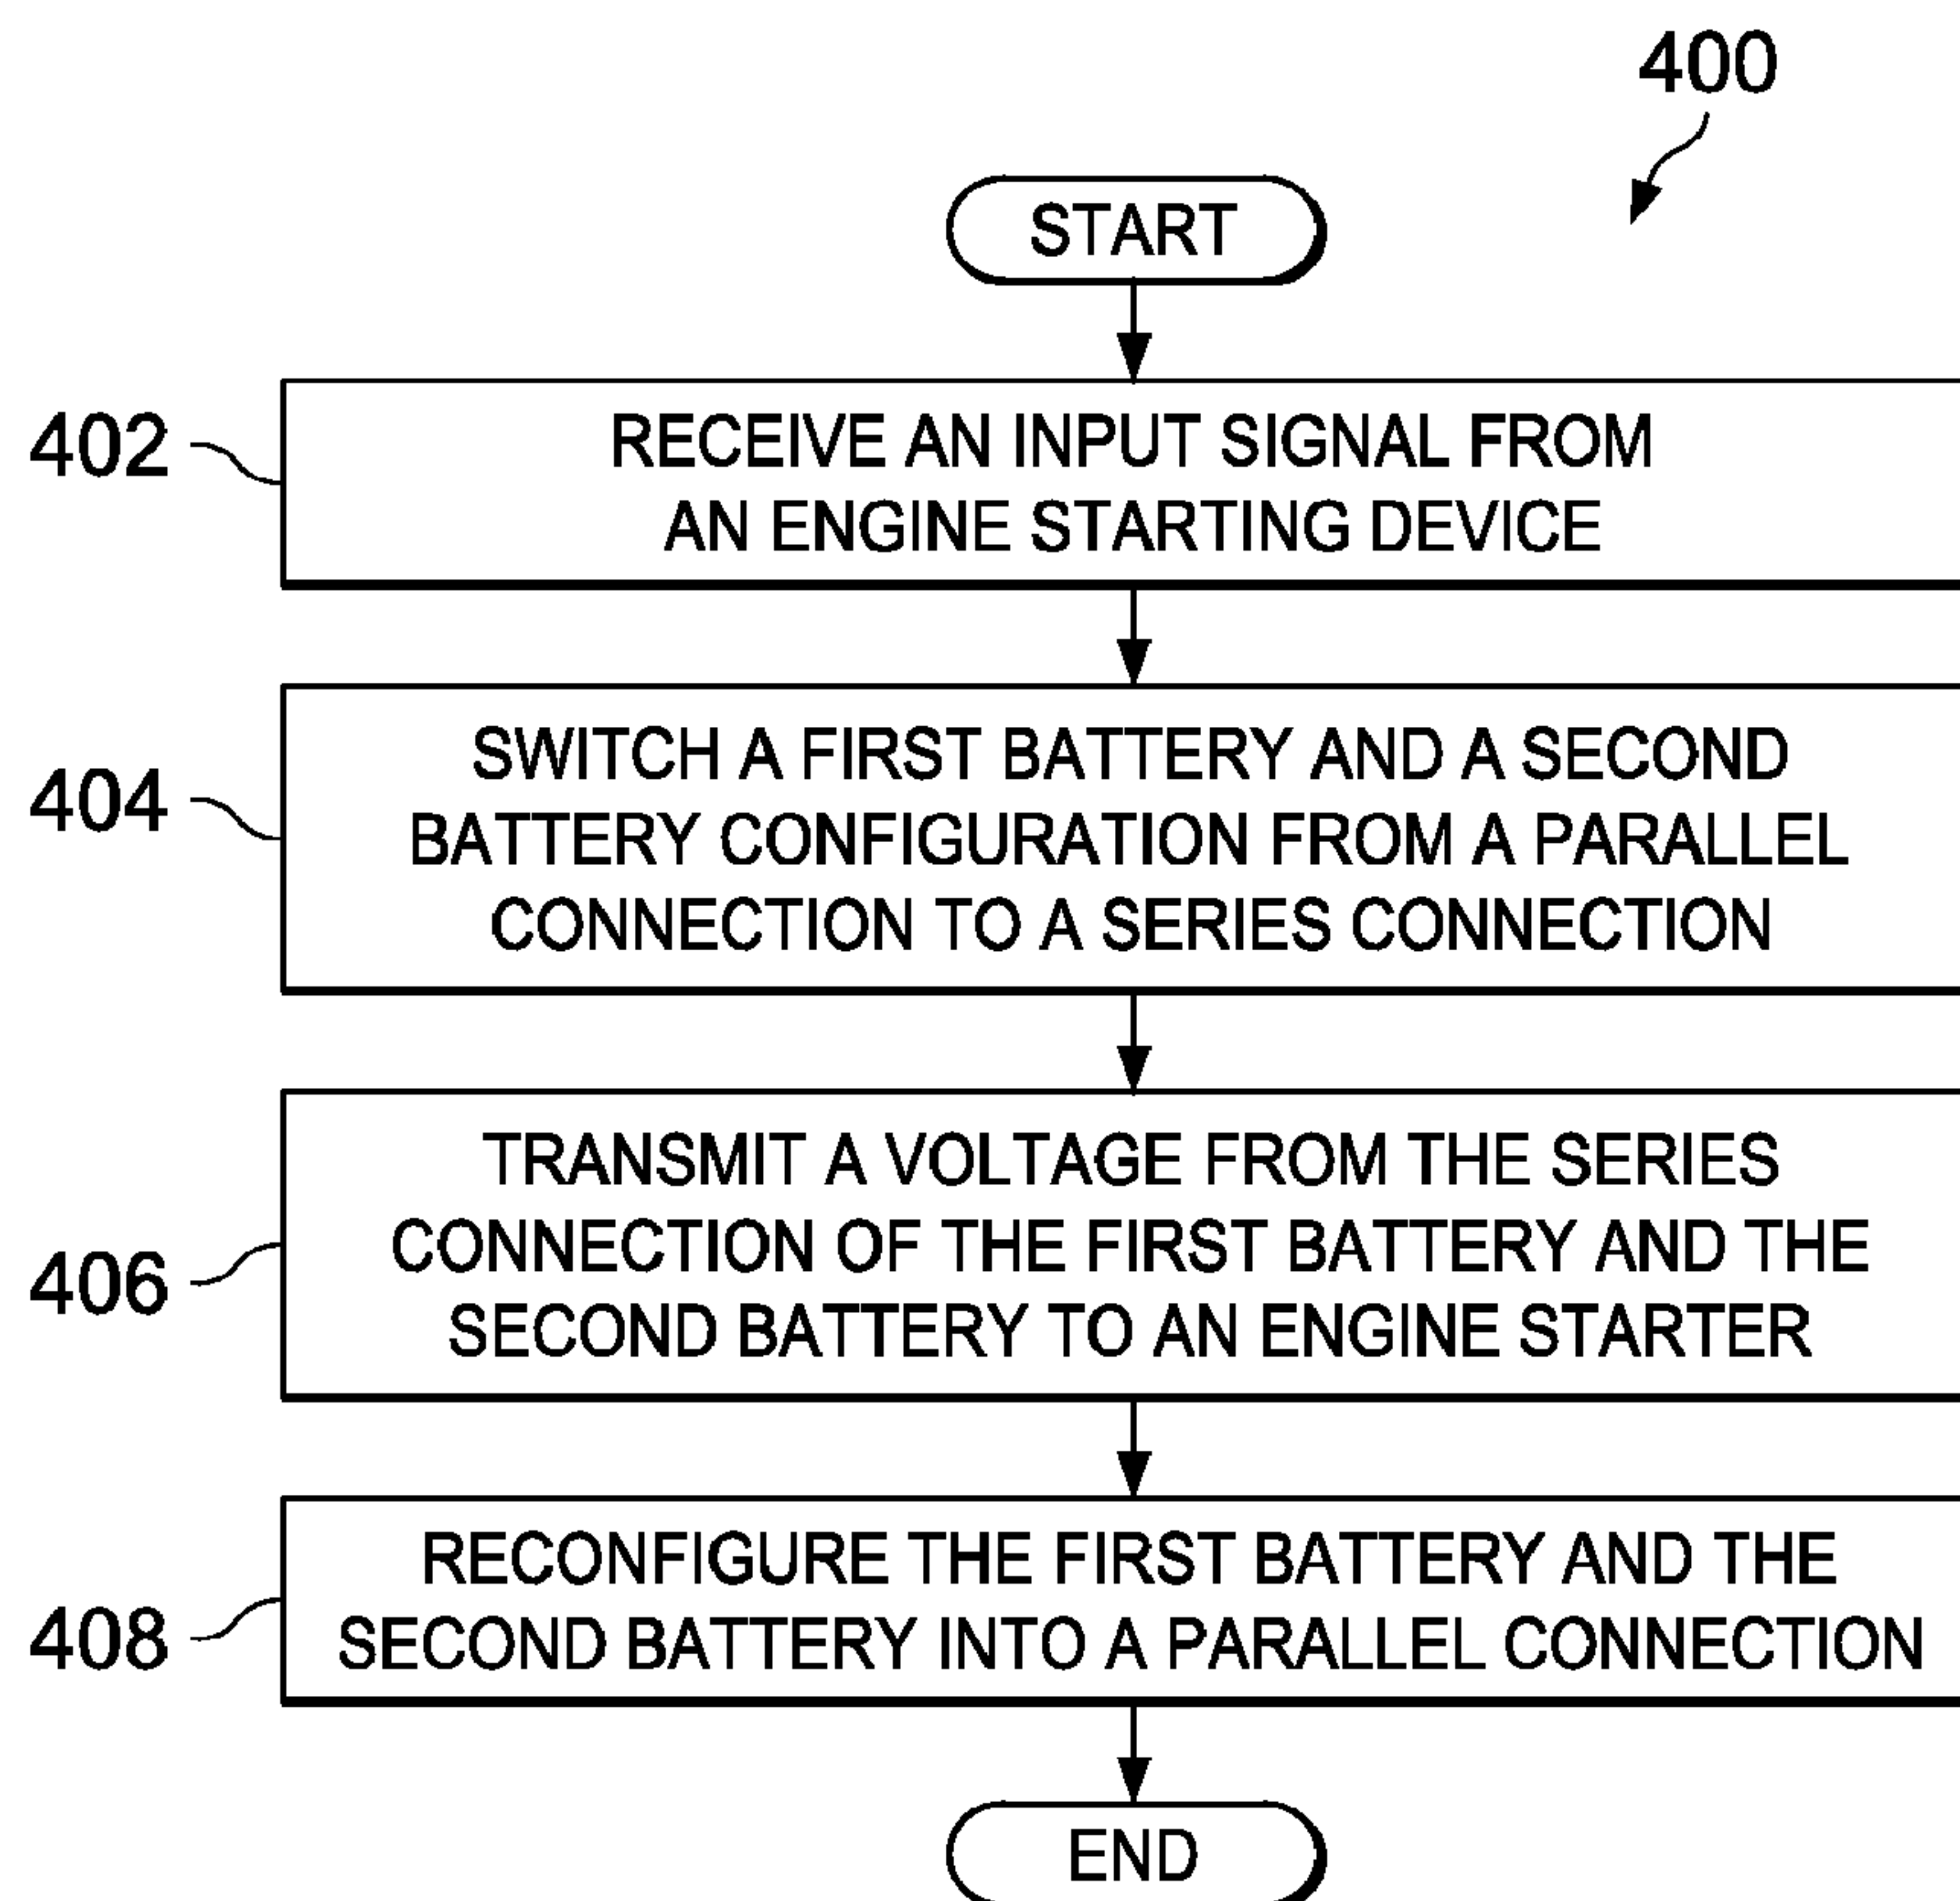 400
START
402
RECEIVE AN INPUT SIGNAL FROM
AN ENGINE STARTING DEVICE
404
SWITCH A FIRST BATTERY AND A SECOND
BATTERY CONFIGURATION FROM A PARALLEL
CONNECTION TO A SERIES CONNECTION
406
TRANSMIT A VOLTAGE FROM THE SERIES
CONNECTION OF THE FIRST BATTERY AND THE
SECOND BATTERY TO AN ENGINE STARTER
408
RECONFIGURE THE FIRST BATTERY AND THE
SECOND BATTERY INTO A PARALLEL CONNECTION
END